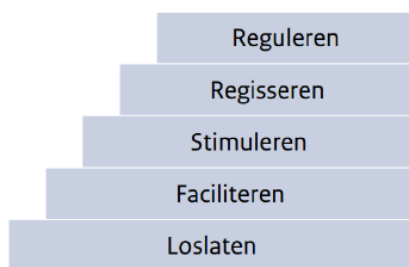 Reguleren
Regisseren
Stimuleren
Faciliteren
Loslaten